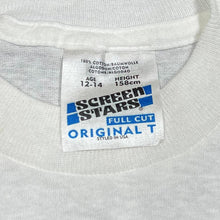 100% COTTON/BAUMWOLLE
ALGODON/COTON
COTONE/ALGODAO
AGE HEIGHT
12-14 158cm
SCREEN
STARS
FULL CUT
ORIGINAL T
STYLED IN USA